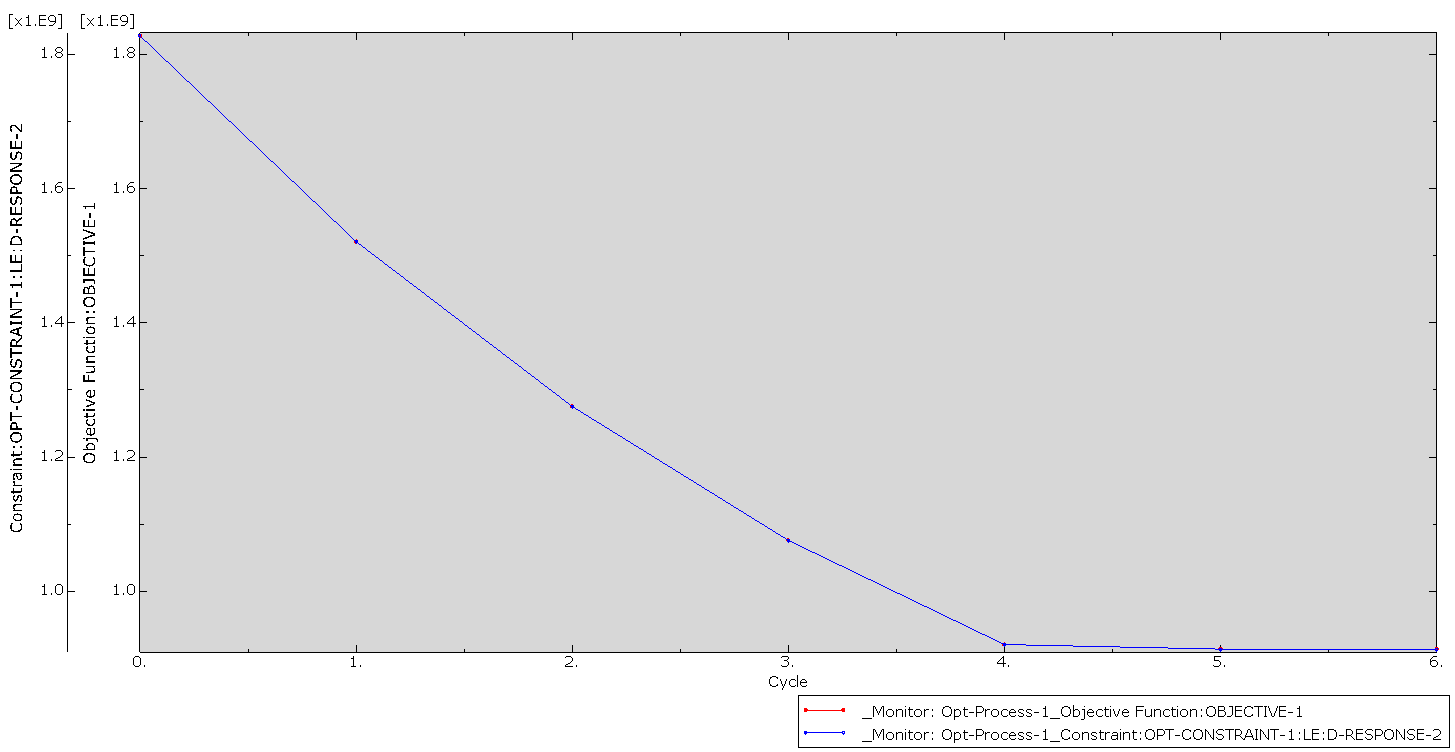 [x1.E9] [x1.E9]
Constraint:OPT-CONSTRAINT-1:LE:D-RESPONSE-2
1.8
1.6
1.4
1.2
1.0
Objective Function:OBJECTIVE-1
1.8
1.6
1.4
1.2
1.0
0. 1. 2. 3. 4. 5. 6.
Cycle
_Monitor: Opt-Process-1_Objective Function:OBJECTIVE-1
_Monitor: Opt-Process-1_Constraint:OPT-CONSTRAINT-1:LE:D-RESPONSE-2